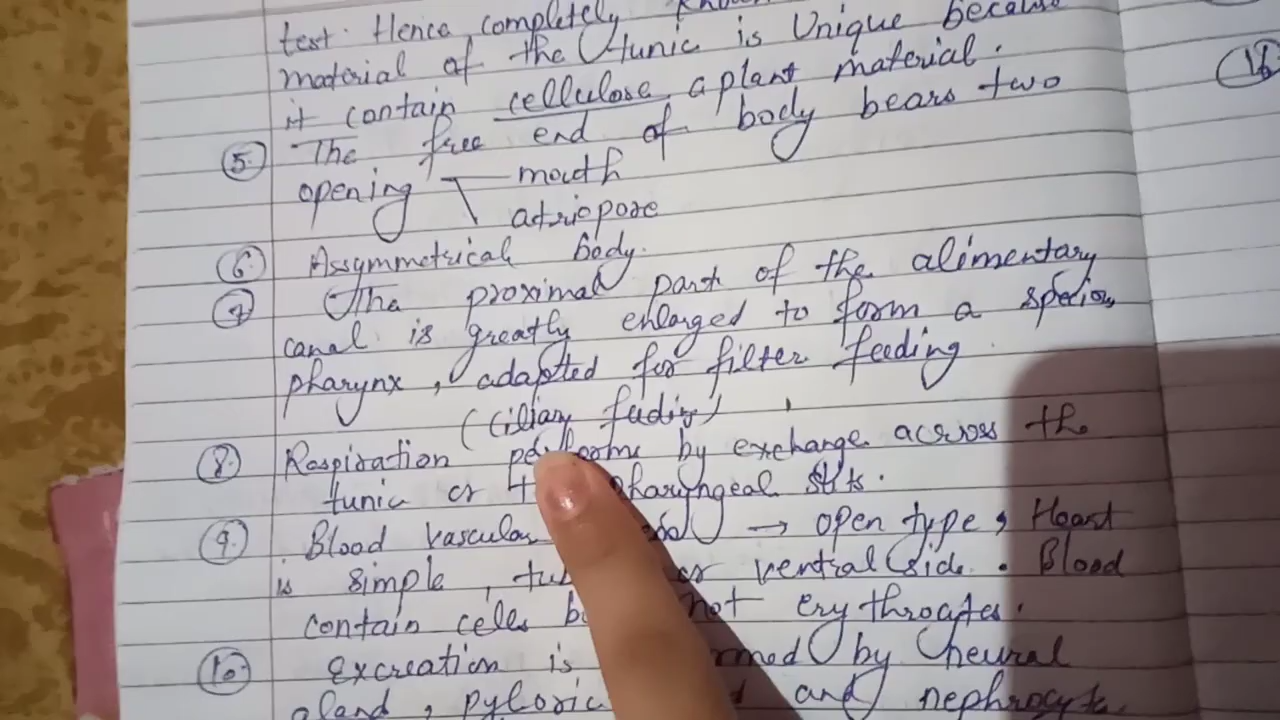 test. Hence completely
material of the tunic is Unique because
it contain cellulose, a plant material.
16
5. The free end of body bears two
opening mouth
atriopore
6. Assymmetrical body.
7. The proximal part of the alimentary
canal is greatly enlarged to form a
pharynx, adapted for filter feeding.
(Ciliary feeding)
8. Respiration by exchange across the
tunic or pharyngeal slits.
9. Blood vascular → open type, Heart
is simple, or ventral side. Blood
contain cells not erythrocytes.
10. Excreation is by neural
gland, pyloric and nephrocyte.